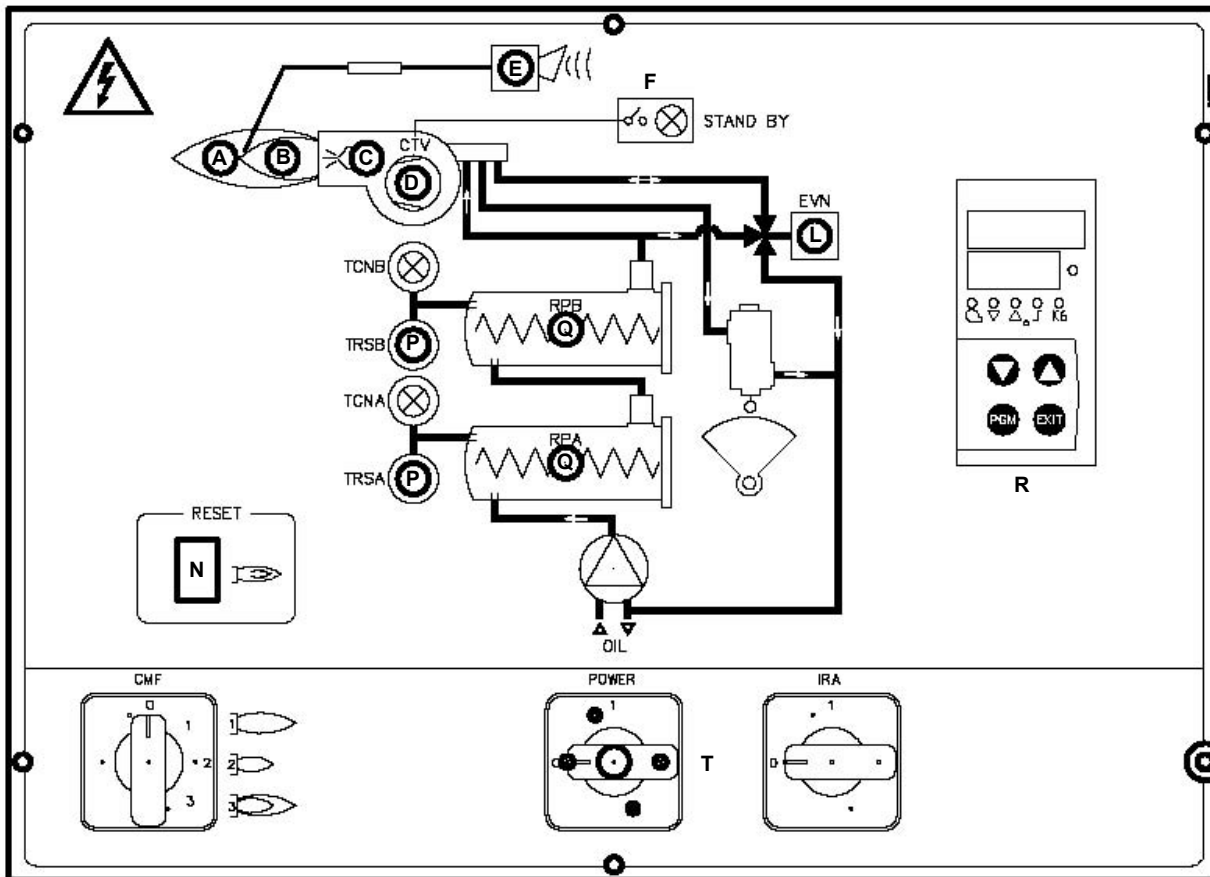 E
F
STAND BY
A
B
C
CTV
D
EVN
L
TCNB
RPB
Q
TRSB
P
TCNA
RPA
Q
TRSA
P
K6
PGM
EXIT
R
RESET
N
OIL
CMF
0
1
2
3
1
2
3
POWER
1
0
T
IRA
1
0